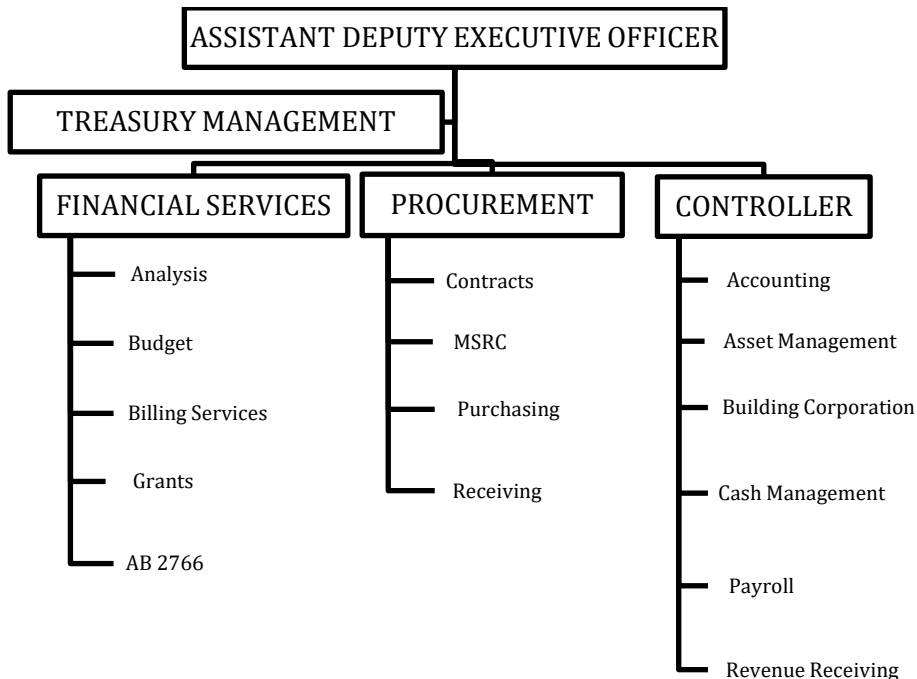 ASSISTANT DEPUTY EXECUTIVE OFFICER
TREASURY MANAGEMENT
FINANCIAL SERVICES
Analysis
Budget
Billing Services
Grants
AB 2766
PROCUREMENT
Contracts
MSRC
Purchasing
Receiving
CONTROLLER
Accounting
Asset Management
Building Corporation
Cash Management
Payroll
Revenue Receiving